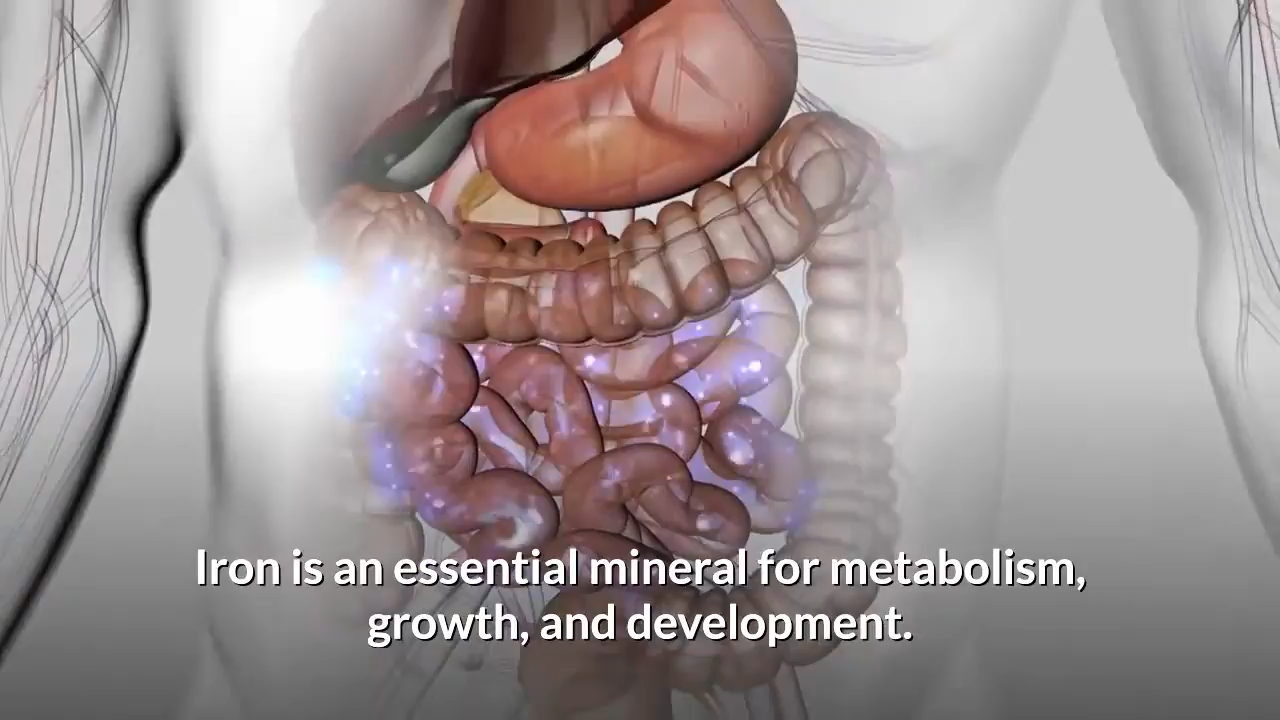 Iron is an essential mineral for metabolism,
growth, and development.